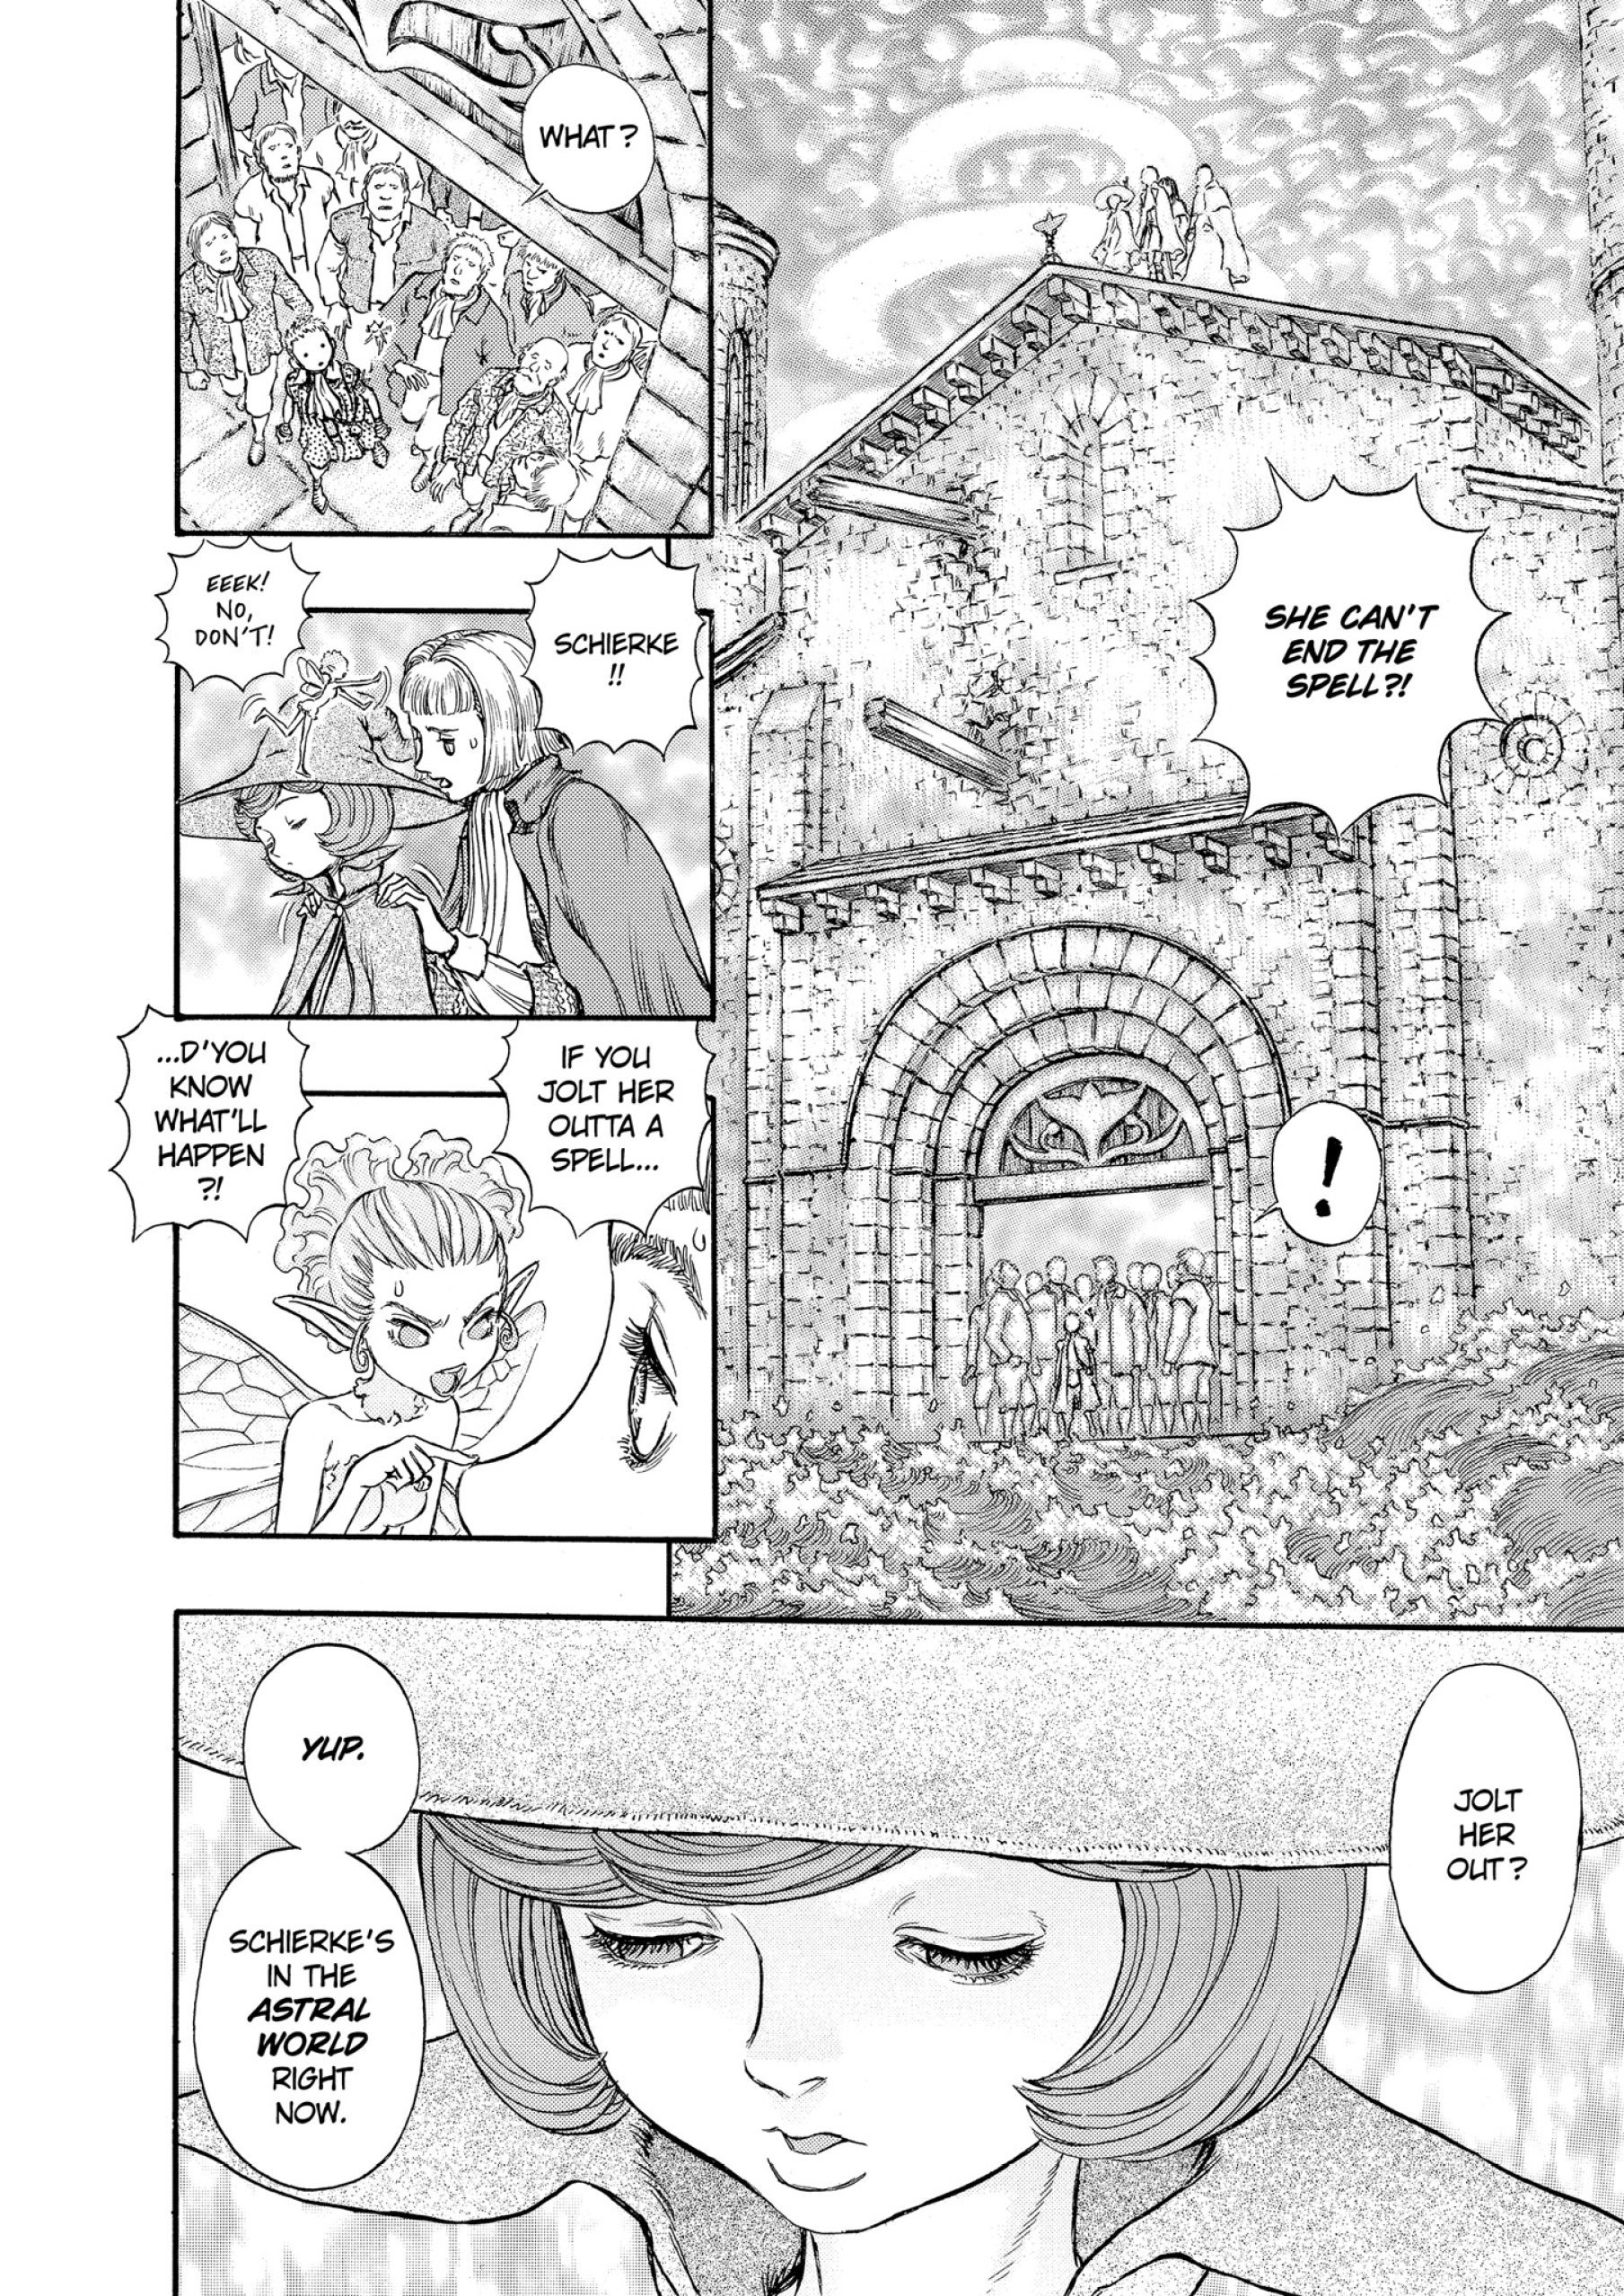 SHE CAN'T
END THE
SPELL?!
!
WHAT?
SCHIERKE
!!
EEEK!
NO,
DON'T!
IF YOU
JOLT HER
OUTTA A
SPELL...
...D'YOU
KNOW
WHAT'LL
HAPPEN
?!
JOLT
HER
OUT?
YUP.
SCHIERKE'S
IN THE
ASTRAL
WORLD
RIGHT
NOW.